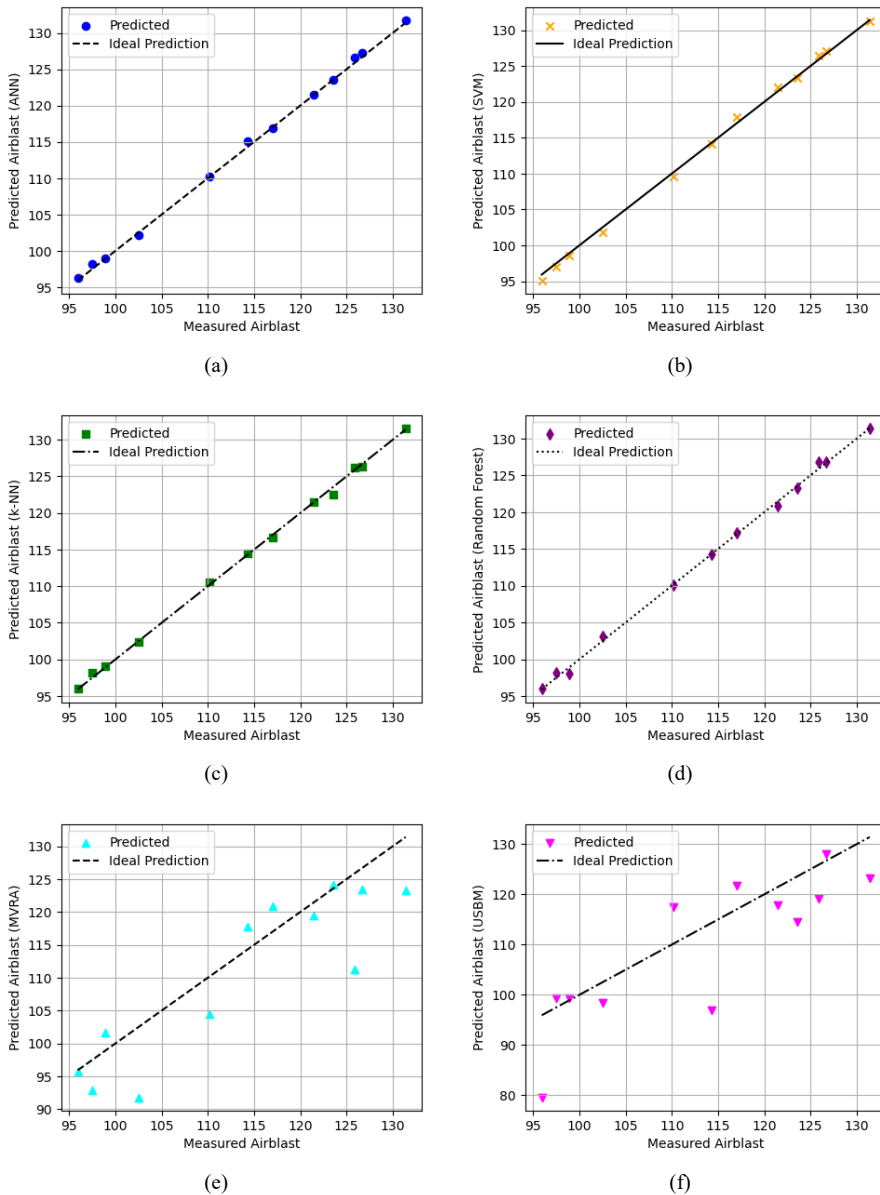 130
125
120
115
110
105
100
95
Predicted Airblast (ANN)
Predicted
Ideal Prediction
95 100 105 110 115 120 125 130
Measured Airblast
(a)
130
125
120
115
110
105
100
95
Predicted Airblast (SVM)
Predicted
Ideal Prediction
95 100 105 110 115 120 125 130
Measured Airblast
(b)
130
125
120
115
110
105
100
95
Predicted Airblast (k-NN)
Predicted
Ideal Prediction
95 100 105 110 115 120 125 130
Measured Airblast
(c)
130
125
120
115
110
105
100
95
Predicted Airblast (Random Forest)
Predicted
Ideal Prediction
95 100 105 110 115 120 125 130
Measured Airblast
(d)
130
125
120
115
110
105
100
95
90
Predicted Airblast (MVRA)
Predicted
Ideal Prediction
95 100 105 110 115 120 125 130
Measured Airblast
(e)
130
120
110
100
90
80
Predicted Airblast (USBM)
Predicted
Ideal Prediction
95 100 105 110 115 120 125 130
Measured Airblast
(f)